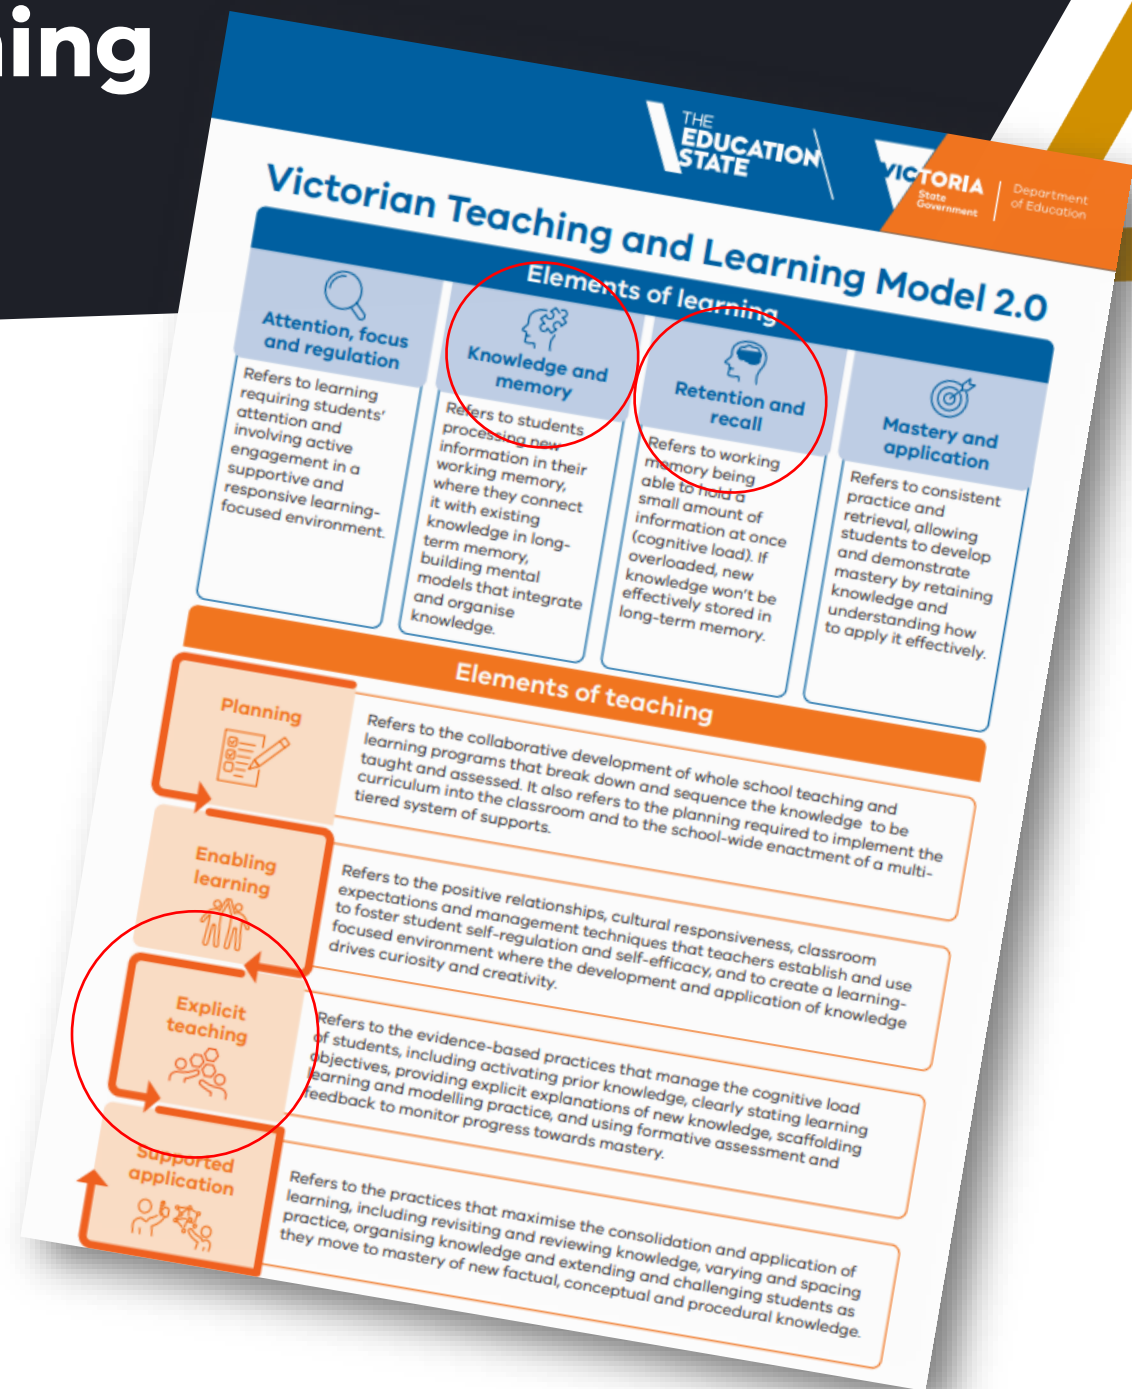 ning
THE
EDUCATION
STATE
VICTORIA
State
Government
Department
of Education
Victorian Teaching and Learning Model 2.0
Elements of learning
Attention, focus
and regulation
Refers to learning
requiring students’
attention and
involving active
engagement in a
supportive and
responsive learning-
focused environment.
Knowledge and
memory
Refers to students
processing new
information in their
working memory,
where they connect
it with existing
knowledge in long-
term memory,
building mental
models that integrate
and organise
knowledge.
Retention and
recall
Refers to working
memory being
able to hold a
small amount of
information at once
(cognitive load). If
overloaded, new
knowledge won’t be
effectively stored in
long-term memory.
Mastery and
application
Refers to consistent
practice and
retrieval, allowing
students to develop
and demonstrate
mastery by retaining
knowledge and
understanding how
to apply it effectively.
Elements of teaching
Planning
Refers to the collaborative development of whole school teaching and
learning programs that break down and sequence the knowledge to be
taught and assessed. It also refers to the planning required to implement the
curriculum into the classroom and to the school-wide enactment of a multi-
tiered system of supports.
Enabling
learning
Refers to the positive relationships, cultural responsiveness, classroom
expectations and management techniques that teachers establish and use
to foster student self-regulation and self-efficacy, and to create a learning-
focused environment where the development and application of knowledge
drives curiosity and creativity.
Explicit
teaching
Refers to the evidence-based practices that manage the cognitive load
of students, including activating prior knowledge, clearly stating learning
objectives, providing explicit explanations of new knowledge, scaffolding
learning and modelling practice, and using formative assessment and
feedback to monitor progress towards mastery.
Supported
application
Refers to the practices that maximise the consolidation and application of
learning, including revisiting and reviewing knowledge, varying and spacing
practice, organising knowledge and extending and challenging students as
they move to mastery of new factual, conceptual and procedural knowledge.